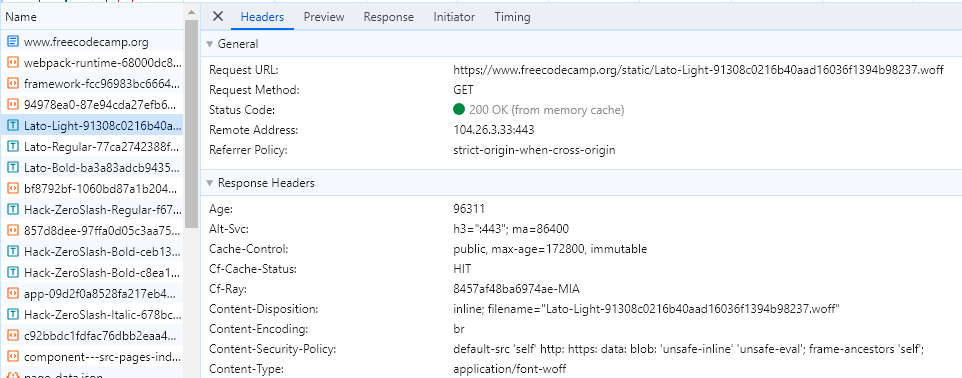 Name
www.freecodecamp.org
webpack-runtime-68000dc8...
framework-fcc96983bc6664...
94978ea0-87e94cda27efb6...
Lato-Light-91308c0216b40a...
Lato-Regular-77ca2742388f...
Lato-Bold-ba3a83adcb9435...
bf8792bf-1060bd87a1b204...
Hack-ZeroSlash-Regular-f67...
857d8dee-97ffa0d05c3aa75...
Hack-ZeroSlash-Bold-ceb13...
Hack-ZeroSlash-Bold-c8ea1...
app-09d2f0a8528fa217eb4...
Hack-ZeroSlash-Italic-678bc...
c92bbdc1fdfac76dbb2eaa4...
component---src-pages-ind...
page-data.json
Headers Preview Response Initiator Timing
General
Request URL: https://www.freecodecamp.org/static/Lato-Light-91308c0216b40aad16036f1394b98237.woff
Request Method: GET
Status Code: 200 OK (from memory cache)
Remote Address: 104.26.3.33:443
Referrer Policy: strict-origin-when-cross-origin
Response Headers
Age: 96311
Alt-Svc: h3=":443"; ma=86400
Cache-Control: public, max-age=172800, immutable
Cf-Cache-Status: HIT
Cf-Ray: 8457af48ba6974ae-MIA
Content-Disposition: inline; filename="Lato-Light-91308c0216b40aad16036f1394b98237.woff"
Content-Encoding: br
Content-Security-Policy: default-src 'self' http: https: data: blob: 'unsafe-inline' 'unsafe-eval'; frame-ancestors 'self';
Content-Type: application/font-woff